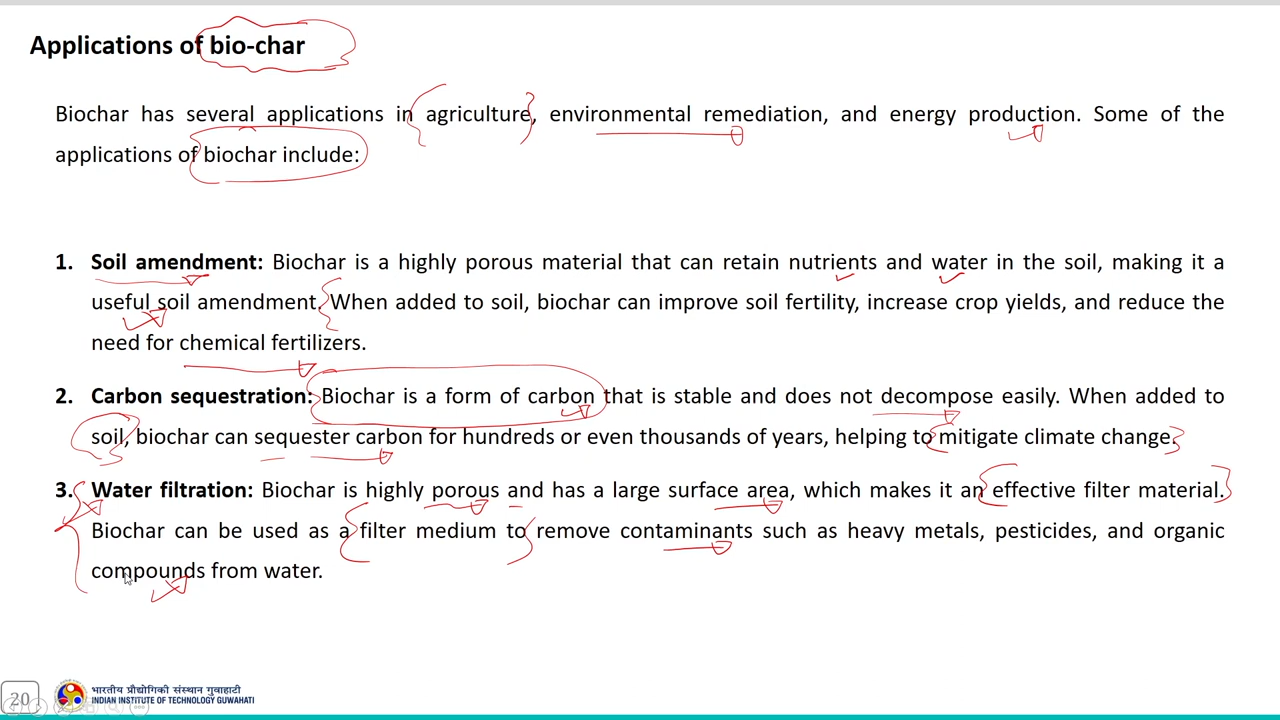 Applications of bio-char
Biochar has several applications in agriculture, environmental remediation, and energy production. Some of the
applications of biochar include:
1. Soil amendment: Biochar is a highly porous material that can retain nutrients and water in the soil, making it a
useful soil amendment. When added to soil, biochar can improve soil fertility, increase crop yields, and reduce the
need for chemical fertilizers.
2. Carbon sequestration: Biochar is a form of carbon that is stable and does not decompose easily. When added to
soil, biochar can sequester carbon for hundreds or even thousands of years, helping to mitigate climate change.
3. Water filtration: Biochar is highly porous and has a large surface area, which makes it an effective filter material.
Biochar can be used as a filter medium to remove contaminants such as heavy metals, pesticides, and organic
compounds from water.
20
भारतीय प्रौद्योगिकी संस्थान गुवाहाटी
INDIAN INSTITUTE OF TECHNOLOGY GUWAHATI